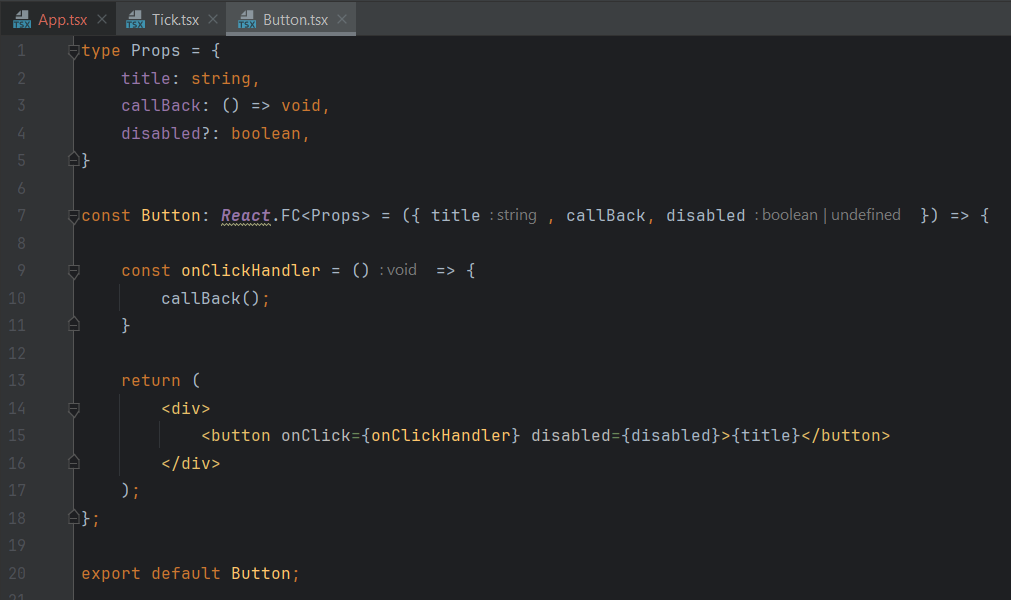 App.tsx Tick.tsx Button.tsx
1 type Props = {
2     title: string,
3     callBack: () => void,
4     disabled?: boolean,
5 }
6
7 const Button: React.FC<Props> = ({ title : string , callBack, disabled : boolean | undefined }) => {
8
9     const onClickHandler = () : void => {
10         callBack();
11     }
12
13     return (
14         <div>
15             <button onClick={onClickHandler} disabled={disabled}>{title}</button>
16         </div>
17     );
18 };
19
20 export default Button;
21